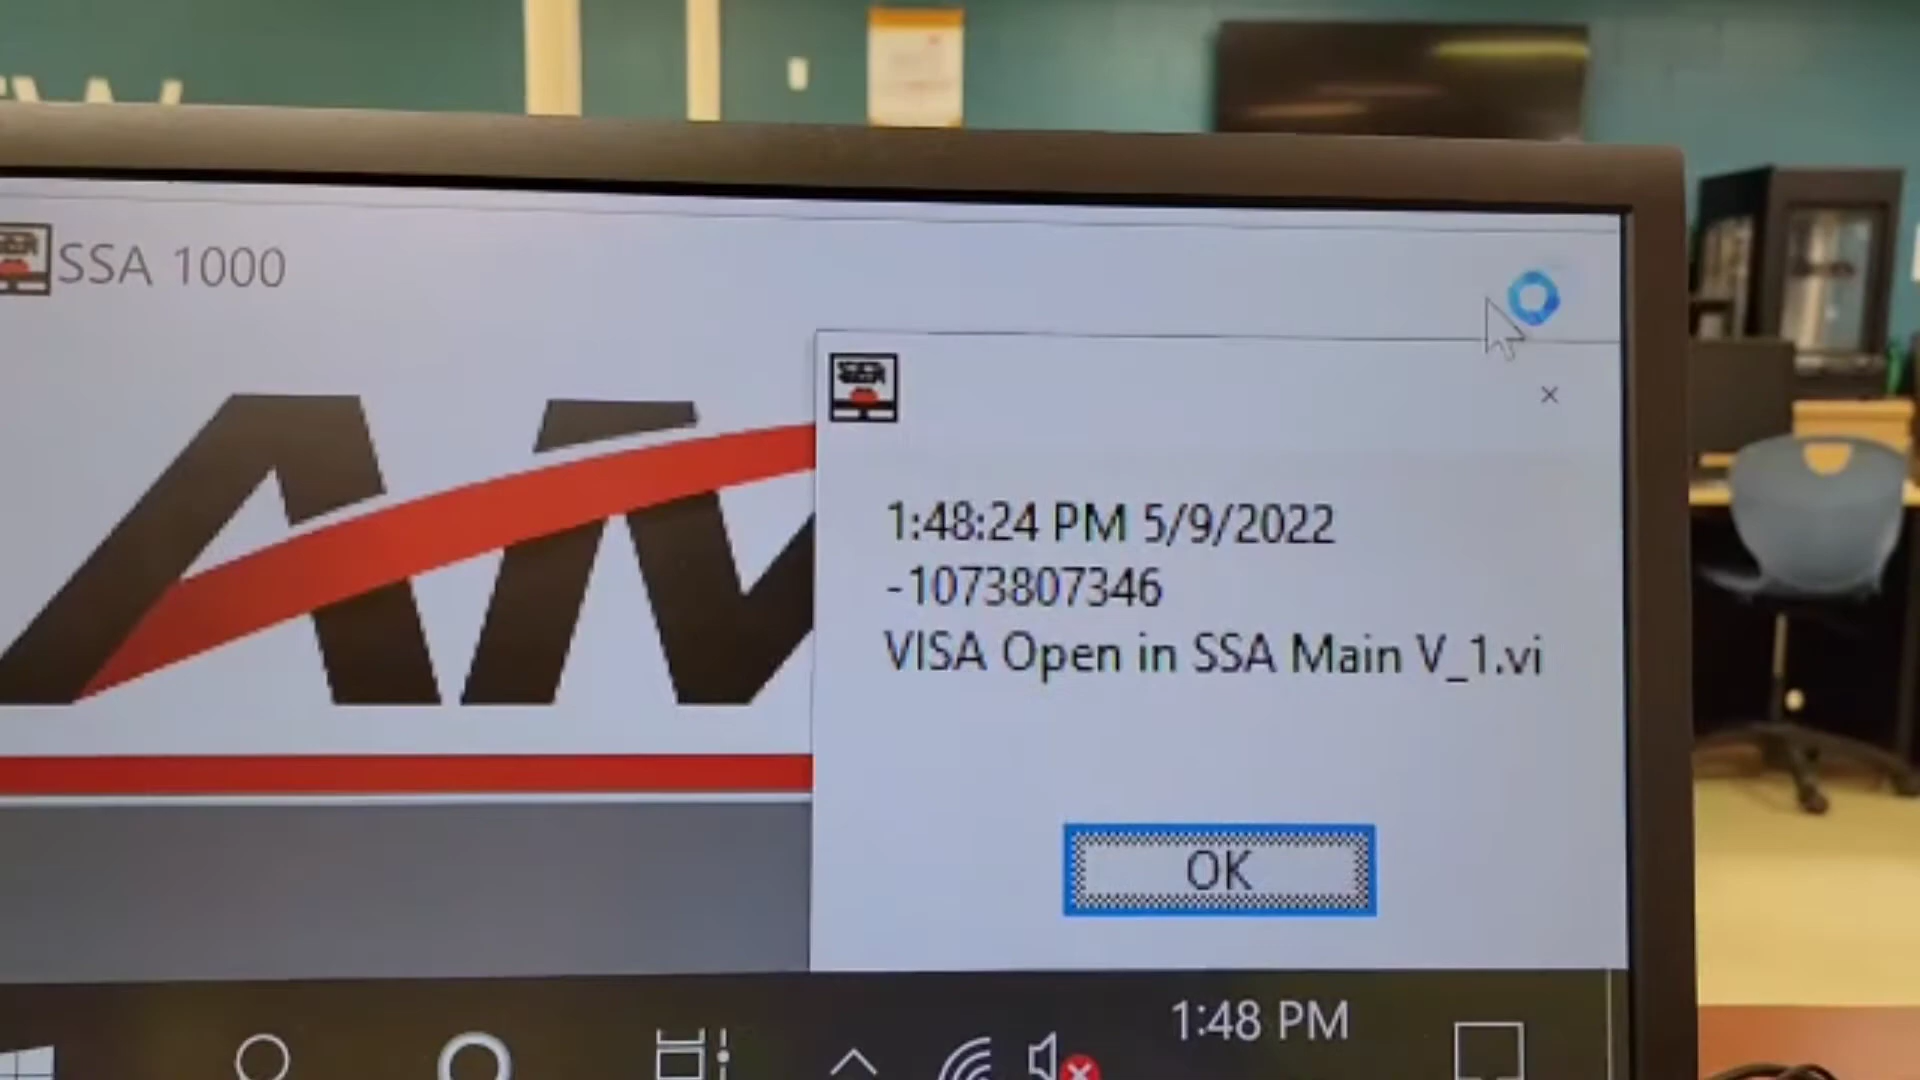 SSA 1000
1:48:24 PM 5/9/2022
-1073807346
VISA Open in SSA Main V_1.vi
OK
1:48 PM